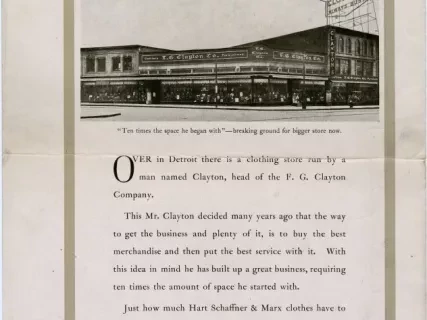 CLAYTON
F.G. Clayton Co.
"Ten times the space he began with"—breaking ground for bigger store now.
OVER in Detroit there is a clothing store run by a
man named Clayton, head of the F. G. Clayton
Company.
This Mr. Clayton decided many years ago that the way
to get the business and plenty of it, is to buy the best
merchandise and then put the best service with it. With
this idea in mind he has built up a great business, requiring
ten times the amount of space he started with.
Just how much Hart Schaffner & Marx clothes have to